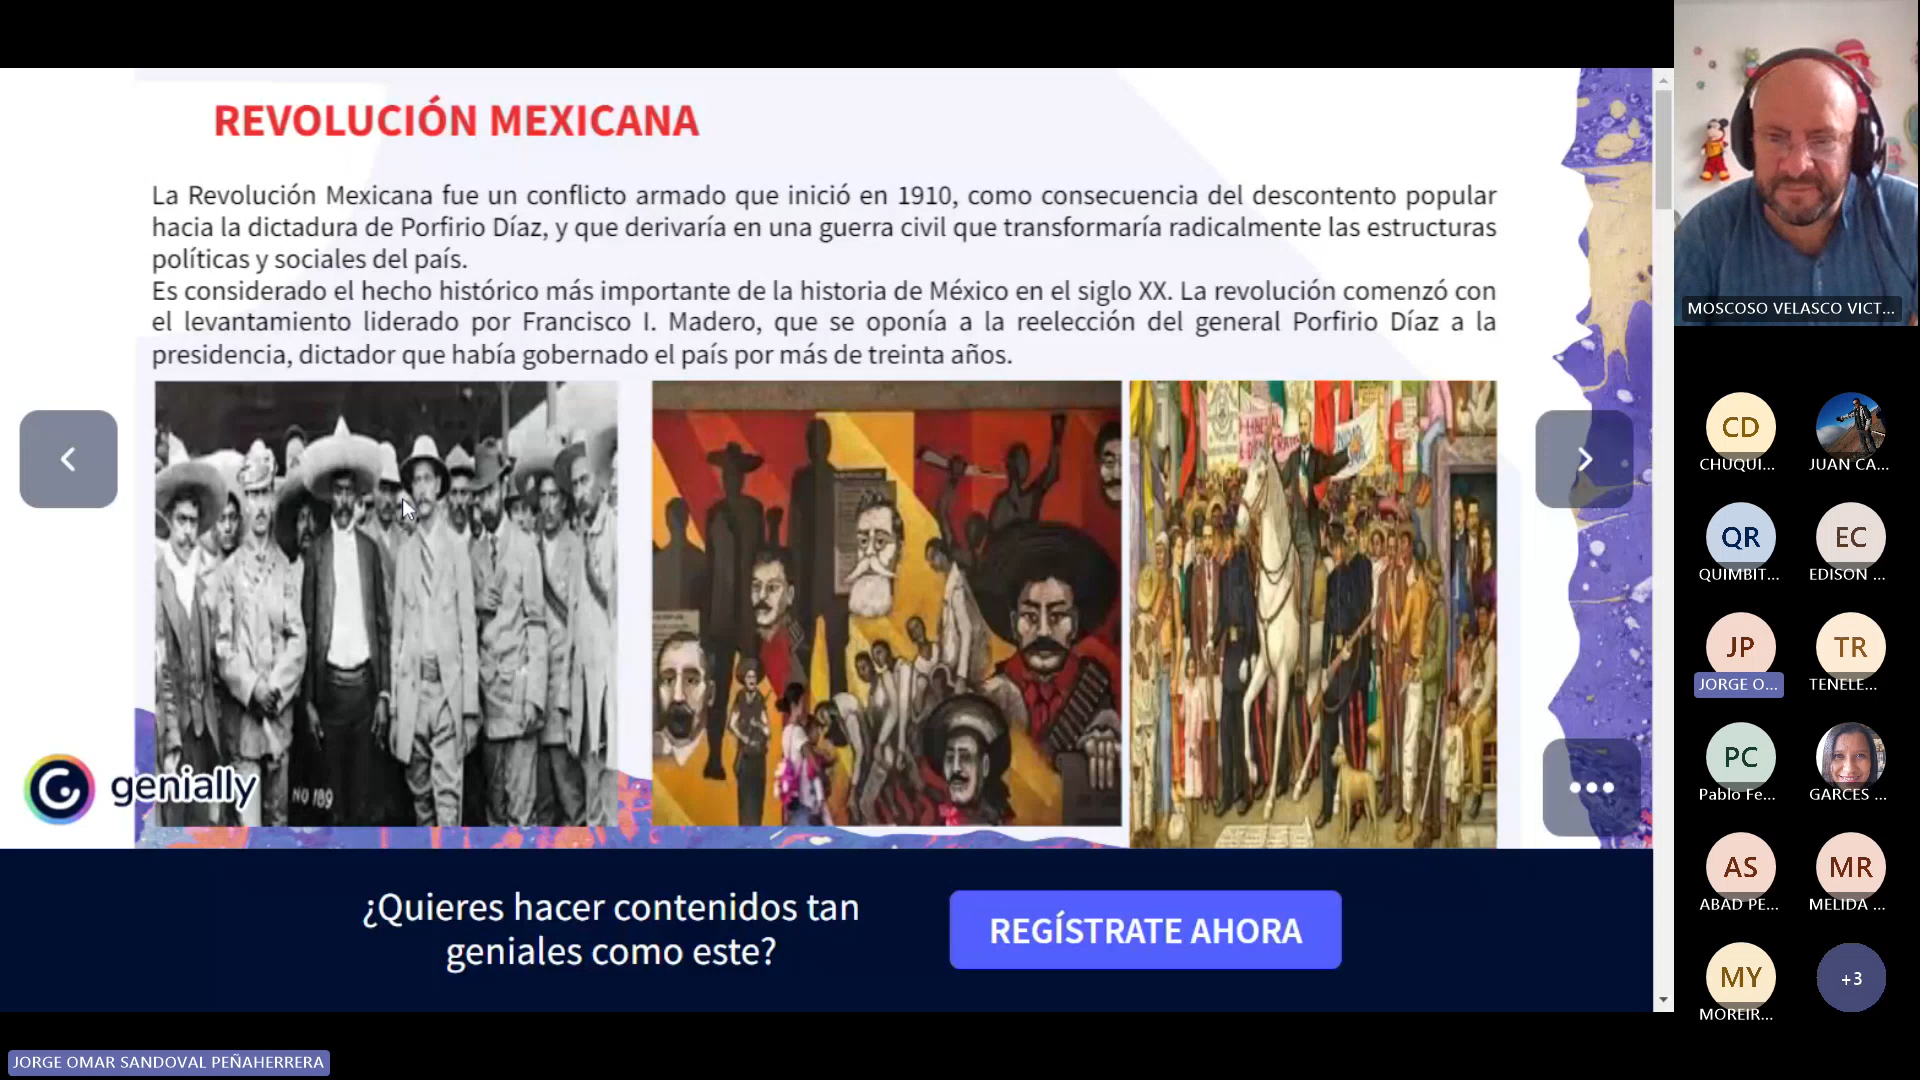 REVOLUCIÓN MEXICANA
La Revolución Mexicana fue un conflicto armado que inició en 1910, como consecuencia del descontento popular
hacia la dictadura de Porfirio Díaz, y que derivaría en una guerra civil que transformaría radicalmente las estructuras
políticas y sociales del país.
Es considerado el hecho histórico más importante de la historia de México en el siglo XX. La revolución comenzó con
el levantamiento liderado por Francisco I. Madero, que se oponía a la reelección del general Porfirio Díaz a la
presidencia, dictador que había gobernado el país por más de treinta años.
NO 189
genially
¿Quieres hacer contenidos tan
geniales como este?
REGÍSTRATE AHORA
JORGE OMAR SANDOVAL PEÑAHERRERA
MOSCOSO VELASCO VICT...
CD
CHUQUI...
JUAN CA...
QR
QUIMBIT...
EC
EDISON ...
JP
JORGE O...
TR
TENELE...
PC
Pablo Fe...
GARCES ...
AS
ABAD PE...
MR
MELIDA ...
MY
MOREIR...
+3